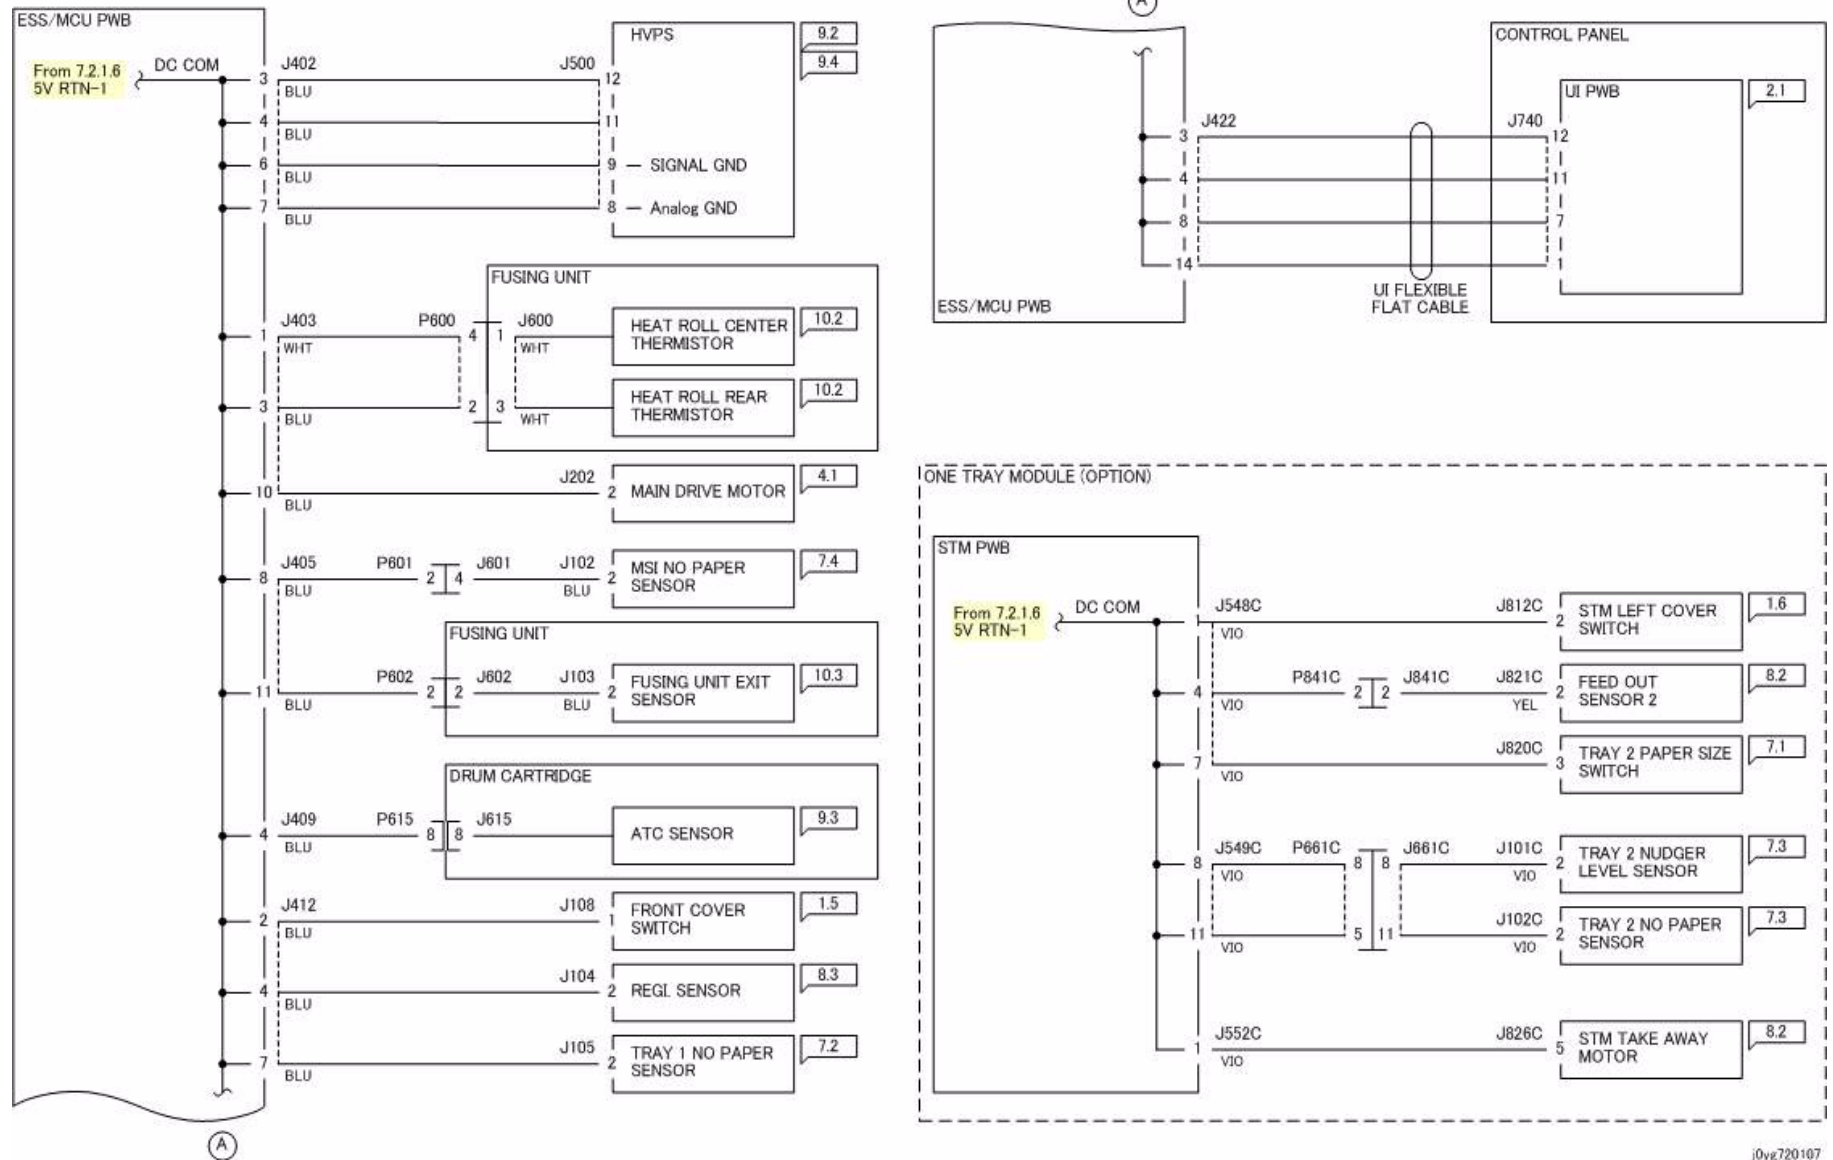 ESS/MCU PWB
From 7.2.1.6
5V RTN-1
DC COM
3 J402 BLU J500 12
4 BLU 11
6 BLU 9 — SIGNAL GND
7 BLU 8 — Analog GND
HVPS
9.2
9.4
FUSING UNIT
1 J403 WHT P600 4 1 J600 WHT
HEAT ROLL CENTER
THERMISTOR
10.2
3 BLU 2 3 WHT
HEAT ROLL REAR
THERMISTOR
10.2
10 BLU J202 2 MAIN DRIVE MOTOR
4.1
8 J405 BLU P601 2 4 J601 J102 BLU 2
MSI NO PAPER
SENSOR
7.4
FUSING UNIT
11 BLU P602 2 2 J602 J103 BLU 2
FUSING UNIT EXIT
SENSOR
10.3
DRUM CARTRIDGE
4 J409 BLU P615 8 8 J615
ATC SENSOR
9.3
2 J412 BLU J108 1
FRONT COVER
SWITCH
1.5
4 BLU J104 2 REGI. SENSOR
8.3
7 BLU J105 2
TRAY 1 NO PAPER
SENSOR
7.2
A
A
CONTROL PANEL
UI PWB
2.1
3 J422 J740 12
4 11
8 7
14 1
UI FLEXIBLE
FLAT CABLE
ESS/MCU PWB
ONE TRAY MODULE (OPTION)
STM PWB
From 7.2.1.6
5V RTN-1
DC COM
1 J548C VIO J812C 2
STM LEFT COVER
SWITCH
1.6
4 VIO P841C 2 2 J841C J821C YEL 2
FEED OUT
SENSOR 2
8.2
7 VIO J820C 3
TRAY 2 PAPER SIZE
SWITCH
7.1
8 J549C VIO P661C 8 8 J661C J101C VIO 2
TRAY 2 NUDGER
LEVEL SENSOR
7.3
11 VIO 5 11 J102C VIO 2
TRAY 2 NO PAPER
SENSOR
7.3
1 J552C VIO J826C 5
STM TAKE AWAY
MOTOR
8.2
j0vg720107